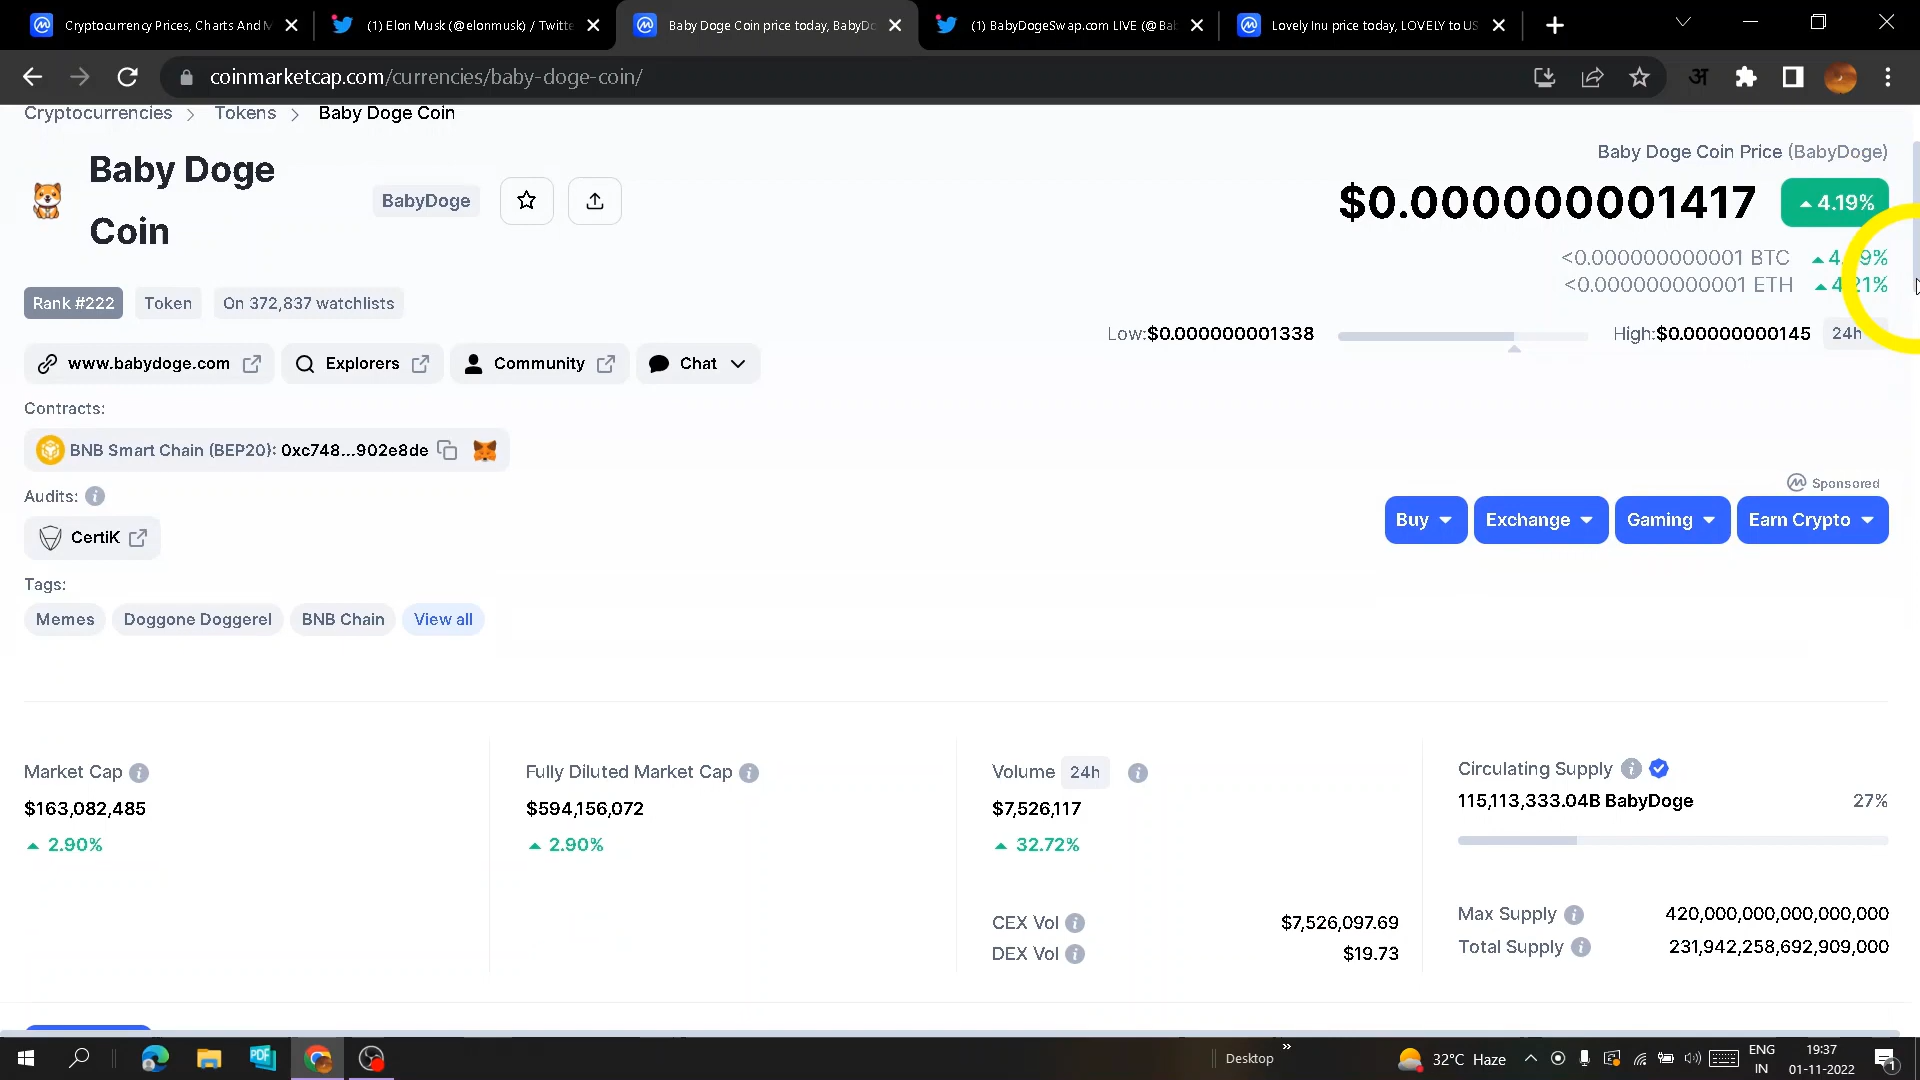 Cryptocurrency Prices, Charts And M
(1) Elon Musk (@elonmusk) / Twitte
Baby Doge Coin price today, BabyDo
(1) BabyDogeSwap.com LIVE (@Bab
Lovely Inu price today, LOVELY to US
coinmarketcap.com/currencies/baby-doge-coin/
अ
Cryptocurrencies > Tokens > Baby Doge Coin
Baby Doge Coin Price (BabyDoge)
Baby Doge
Coin
BabyDoge
$0.000000001417
4.19%
<0.000000000001 BTC
<0.000000000001 ETH 4.21%
Rank #222
Token
On 372,837 watchlists
Low:$0.000000001338
High:$0.00000000145
24h
www.babydoge.com
Explorers
Community
Chat
Contracts:
BNB Smart Chain (BEP20): 0xc748...902e8de
Audits:
Sponsored
CertiK
Buy
Exchange
Gaming
Earn Crypto
Tags:
Memes
Doggone Doggerel
BNB Chain
View all
Market Cap
$163,082,485
2.90%
Fully Diluted Market Cap
$594,156,072
2.90%
Volume 24h
$7,526,117
32.72%
CEX Vol $7,526,097.69
DEX Vol $19.73
Circulating Supply
115,113,333.04B BabyDoge 27%
Max Supply 420,000,000,000,000,000
Total Supply 231,942,258,692,909,000
Desktop
32°C Haze
ENG
IN
19:37
01-11-2022
1